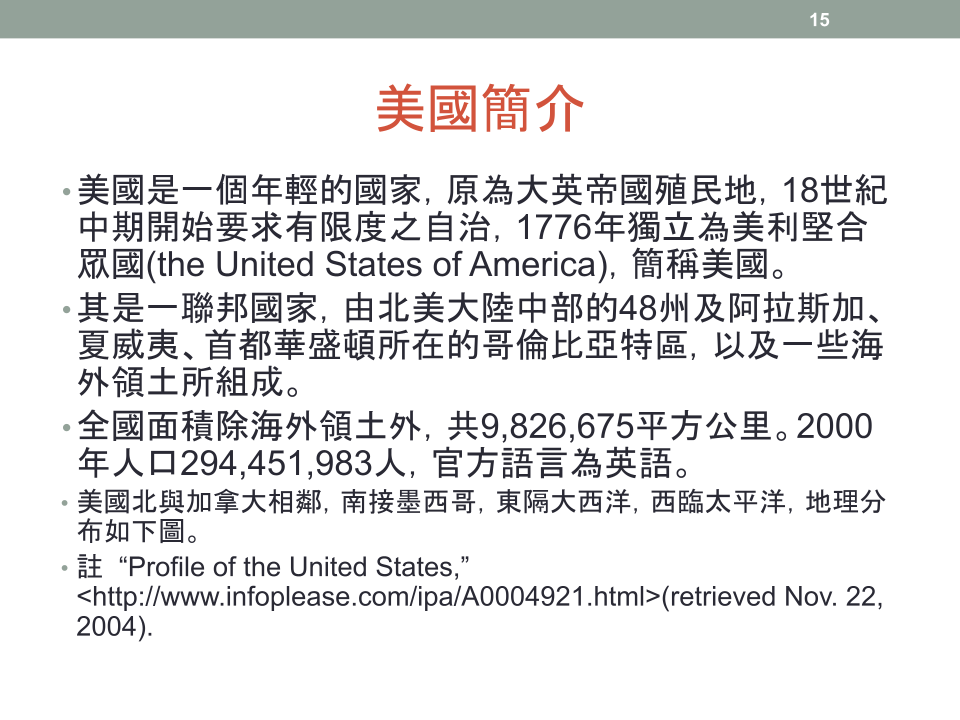 15
美國簡介
•美國是一個年輕的國家，原為大英帝國殖民地，18世紀
中期開始要求有限度之自治，1776年獨立為美利堅合
眾國(the United States of America)，簡稱美國。
•其是一聯邦國家，由北美大陸中部的48州及阿拉斯加、
夏威夷、首都華盛頓所在的哥倫比亞特區，以及一些海
外領土所組成。
•全國面積除海外領土外，共9,826,675平方公里。2000
年人口294,451,983人，官方語言為英語。
•美國北與加拿大相鄰，南接墨西哥，東隔大西洋，西臨太平洋，地理分
布如下圖。
•註 “Profile of the United States,”
<http://www.infoplease.com/ipa/A0004921.html>(retrieved Nov. 22,
2004).